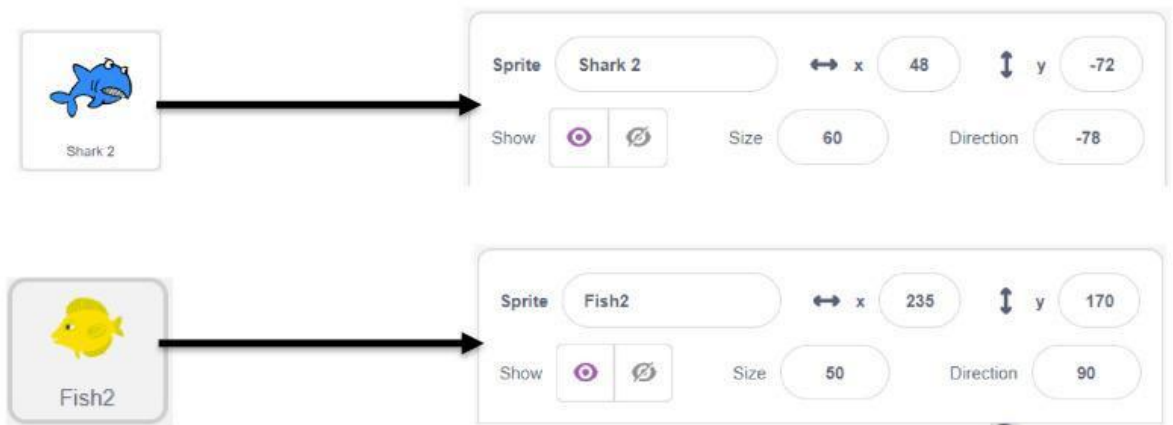 Sprite Shark 2 x 48 y -72
Shark 2
Show Size 60 Direction -78
Sprite Fish2 x 235 y 170
Show Size 50 Direction 90
Fish2